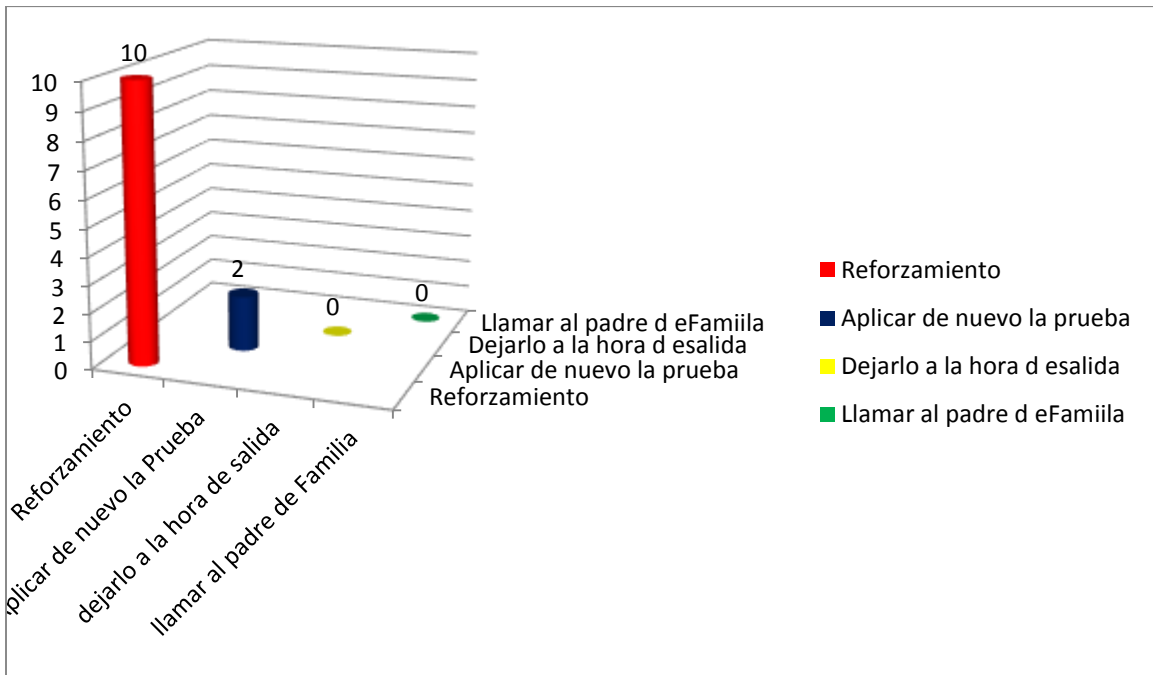 10
10
9
8
7
6
5
4
3
2
1
0
2
0
0
Llamar al padre d eFamiila
Dejarlo a la hora d esalida
Aplicar de nuevo la prueba
Reforzamiento
Reforzamiento
plicar de nuevo la Prueba
dejarlo a la hora de salida
llamar al padre de Familia
Reforzamiento
Aplicar de nuevo la prueba
Dejarlo a la hora d esalida
Llamar al padre d eFamiila